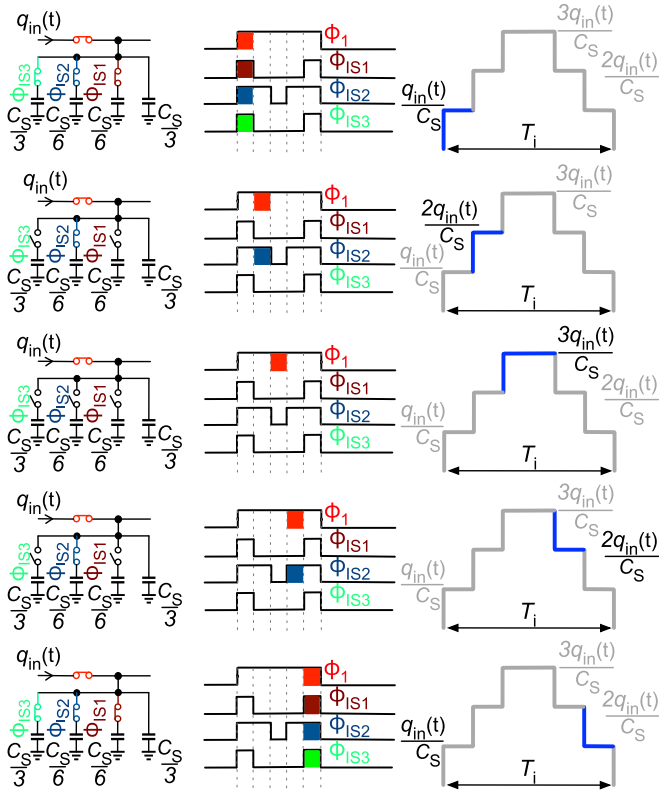 q_in(t)
Φ_IS3 Φ_IS2 Φ_IS1
C_S/3 C_S/6 C_S/6 C_S/3
Φ_1
Φ_IS1
Φ_IS2
Φ_IS3
3q_in(t)/C_S
2q_in(t)/C_S
q_in(t)/C_S
T_i
q_in(t)
Φ_IS3 Φ_IS2 Φ_IS1
C_S/3 C_S/6 C_S/6 C_S/3
Φ_1
Φ_IS1
Φ_IS2
Φ_IS3
3q_in(t)/C_S
2q_in(t)/C_S
q_in(t)/C_S
T_i
q_in(t)
Φ_IS3 Φ_IS2 Φ_IS1
C_S/3 C_S/6 C_S/6 C_S/3
Φ_1
Φ_IS1
Φ_IS2
Φ_IS3
3q_in(t)/C_S
2q_in(t)/C_S
q_in(t)/C_S
T_i
q_in(t)
Φ_IS3 Φ_IS2 Φ_IS1
C_S/3 C_S/6 C_S/6 C_S/3
Φ_1
Φ_IS1
Φ_IS2
Φ_IS3
3q_in(t)/C_S
2q_in(t)/C_S
q_in(t)/C_S
T_i
q_in(t)
Φ_IS3 Φ_IS2 Φ_IS1
C_S/3 C_S/6 C_S/6 C_S/3
Φ_1
Φ_IS1
Φ_IS2
Φ_IS3
3q_in(t)/C_S
2q_in(t)/C_S
q_in(t)/C_S
T_i